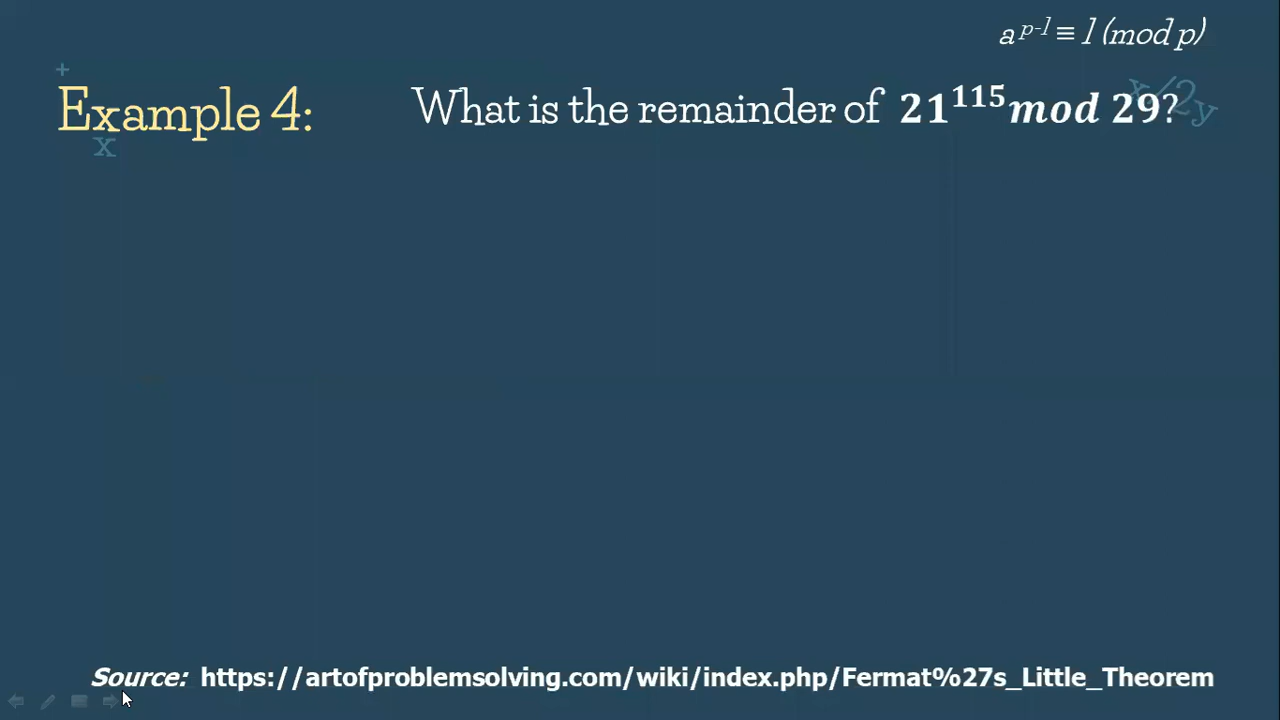 a^{p-1} ≡ 1 (mod p)
+
Example 4:
x
What is the remainder of 21^{115} mod 29?
x/2y
Source: https://artofproblemsolving.com/wiki/index.php/Fermat%27s_Little_Theorem